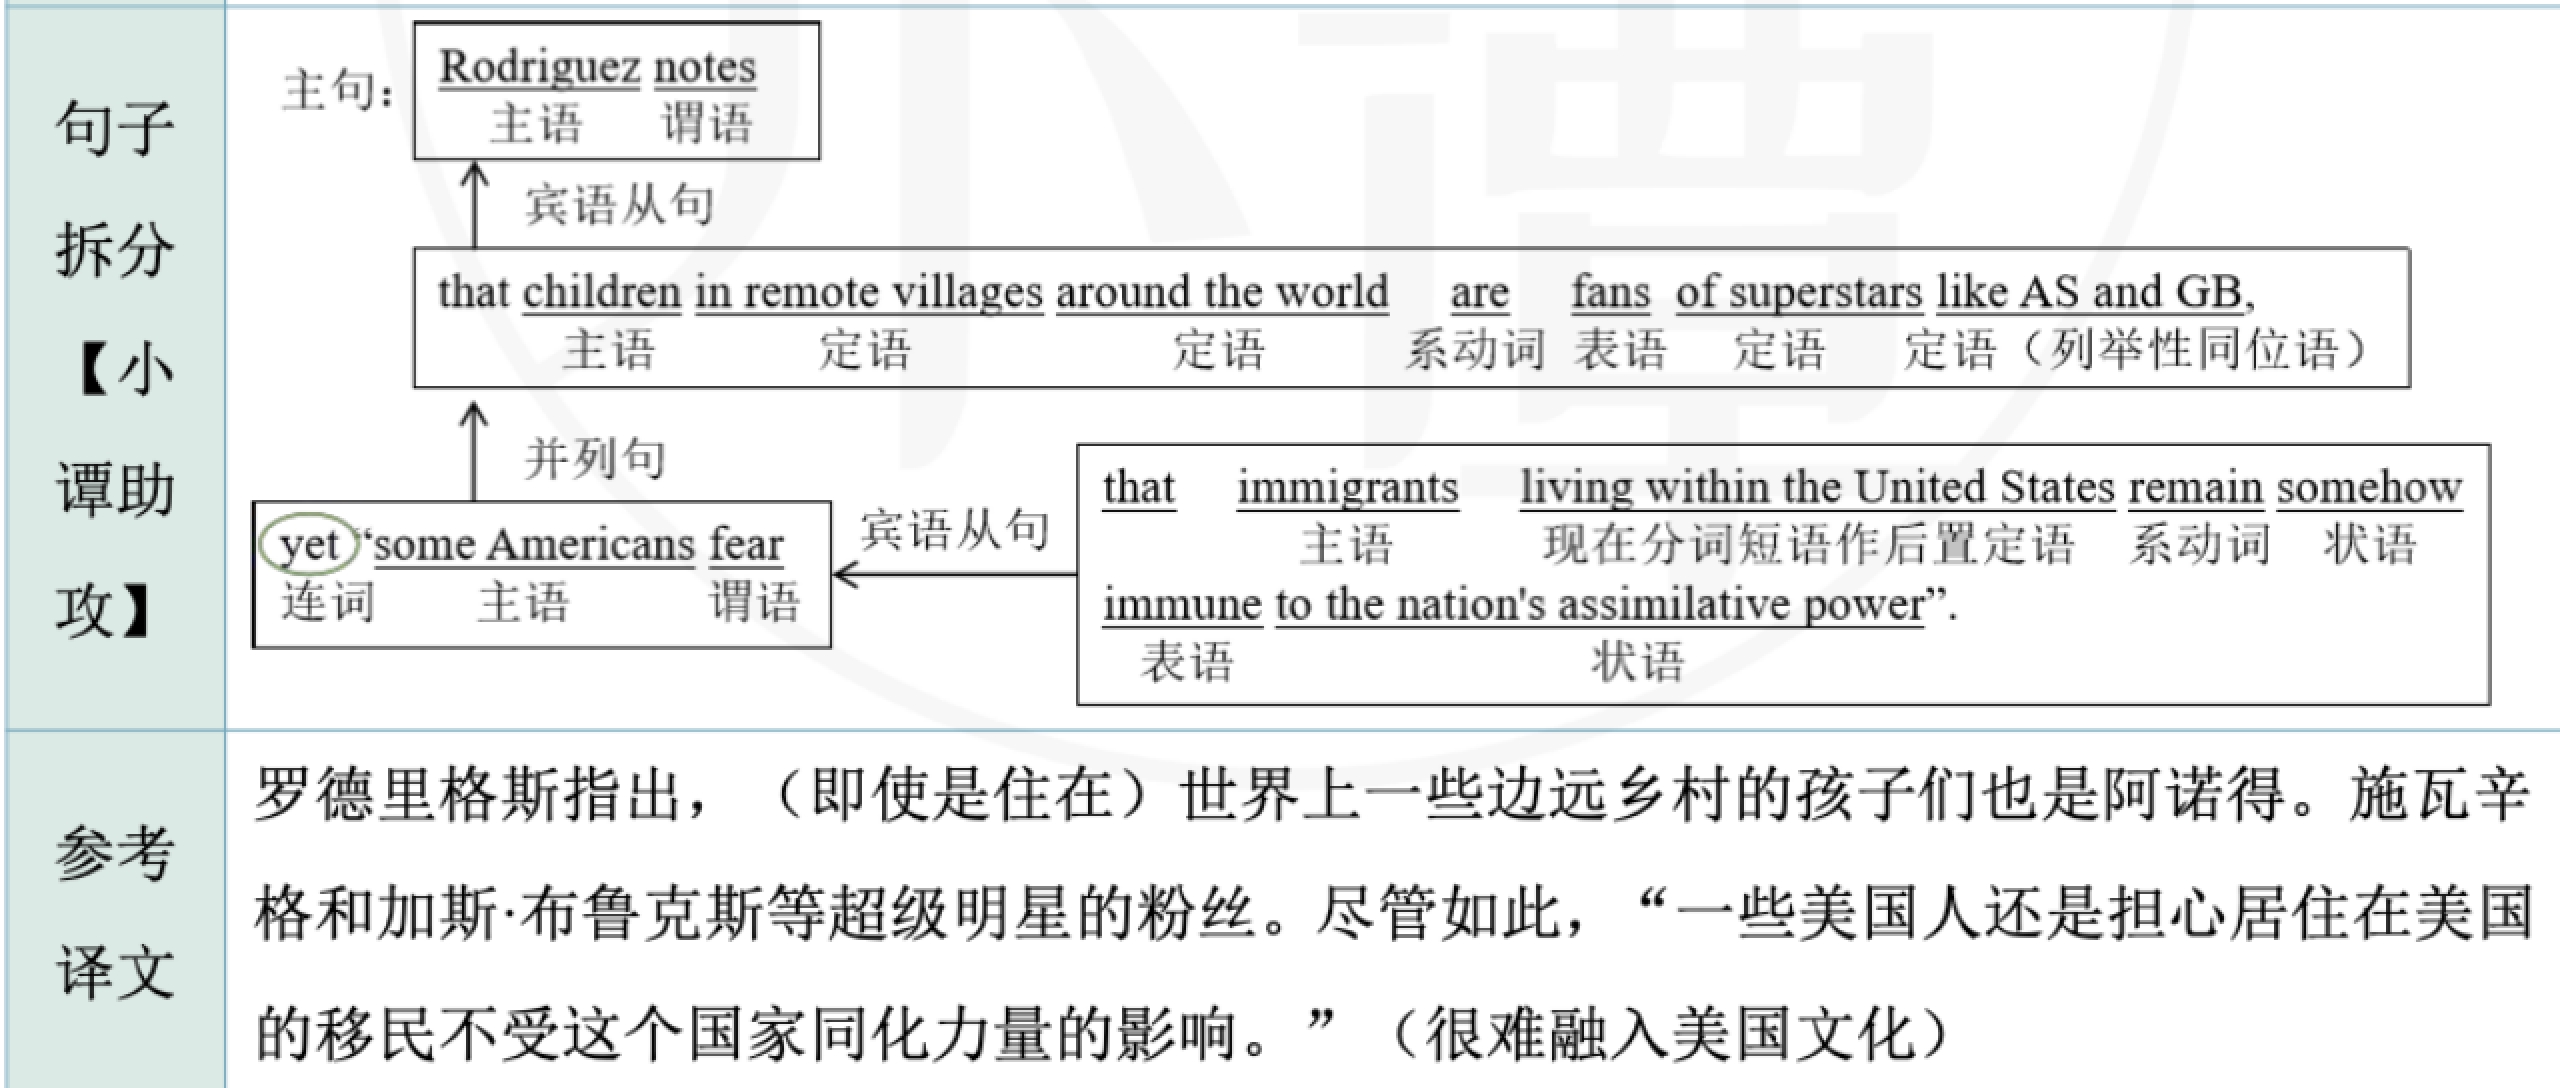 句子
拆分
【小
谭助
攻】
主句：
Rodriguez notes
主语 谓语
宾语从句
that children in remote villages around the world are fans of superstars like AS and GB,
主语 定语 定语 系动词 表语 定语 定语（列举性同位语）
并列句
yet “some Americans fear
连词 主语 谓语
宾语从句
that immigrants living within the United States remain somehow
主语 现在分词短语作后置定语 系动词 状语
immune to the nation's assimilative power”.
表语 状语
参考
译文
罗德里格斯指出，（即使是住在）世界上一些边远乡村的孩子们也是阿诺得。施瓦辛
格和加斯·布鲁克斯等超级明星的粉丝。尽管如此，“一些美国人还是担心居住在美国
的移民不受这个国家同化力量的影响。”（很难融入美国文化）
小谭